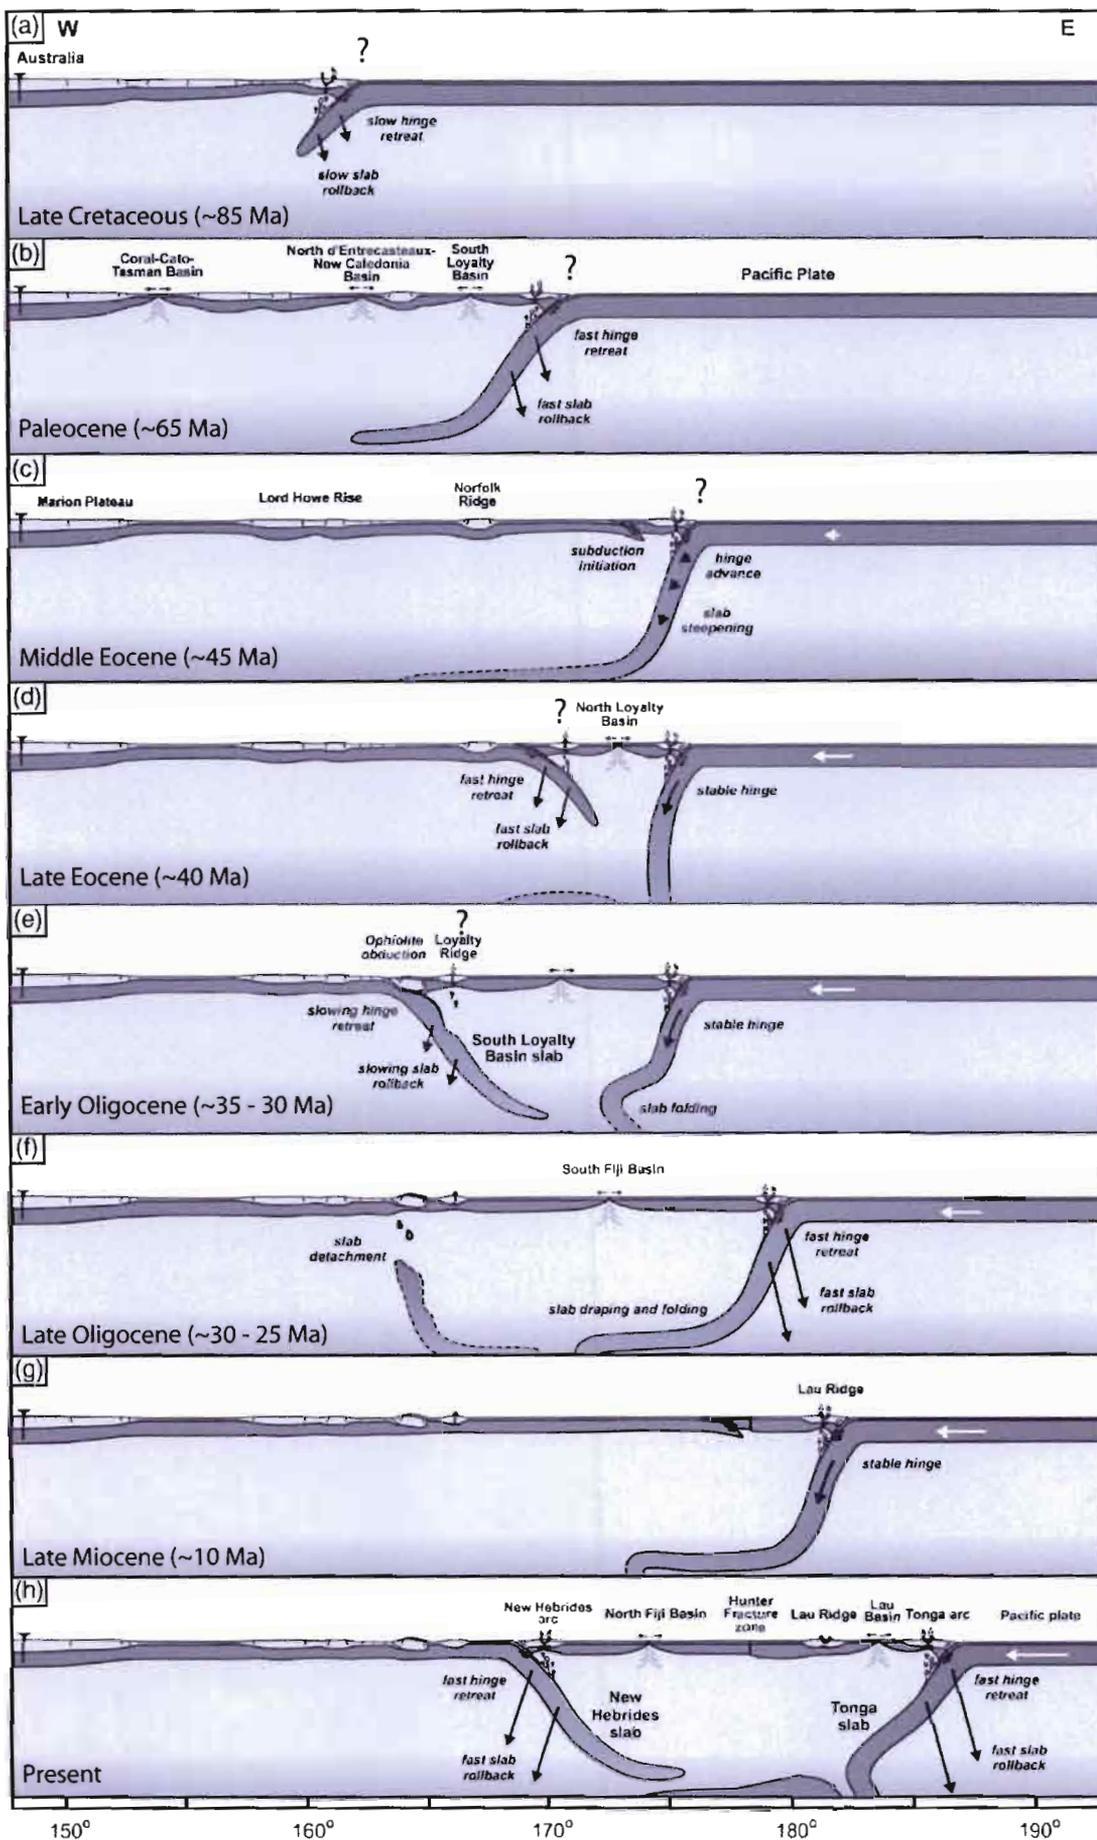 (a) W E
?
Australia
slow hinge
retreat
slow slab
rollback
Late Cretaceous (~85 Ma)
(b)
Coral-Cato-
Tasman Basin
North d'Entrecasteaux-
New Caledonia
Basin
South
Loyalty
Basin
?
Pacific Plate
fast hinge
retreat
fast slab
rollback
Paleocene (~65 Ma)
(c)
Marion Plateau
Lord Howe Rise
Norfolk
Ridge
?
subduction
initiation
hinge
advance
slab
steepening
Middle Eocene (~45 Ma)
(d)
?
North Loyalty
Basin
fast hinge
retreat
fast slab
rollback
stable hinge
Late Eocene (~40 Ma)
(e)
?
Ophiolite
obduction
Loyalty
Ridge
slowing hinge
retreat
slowing slab
rollback
South Loyalty
Basin slab
stable hinge
slab folding
Early Oligocene (~35 - 30 Ma)
(f)
South Fiji Basin
slab
detachment
fast hinge
retreat
fast slab
rollback
slab draping and folding
Late Oligocene (~30 - 25 Ma)
(g)
Lau Ridge
stable hinge
Late Miocene (~10 Ma)
(h)
New Hebrides
arc
North Fiji Basin
Hunter
Fracture
zone
Lau Ridge
Lau
Basin
Tonga arc
Pacific plate
fast hinge
retreat
fast slab
rollback
New
Hebrides
slab
Tonga
slab
fast hinge
retreat
fast slab
rollback
Present
150° 160° 170° 180° 190°